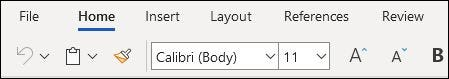 File Home Insert Layout References Review
Calibri (Body) 11 A A B